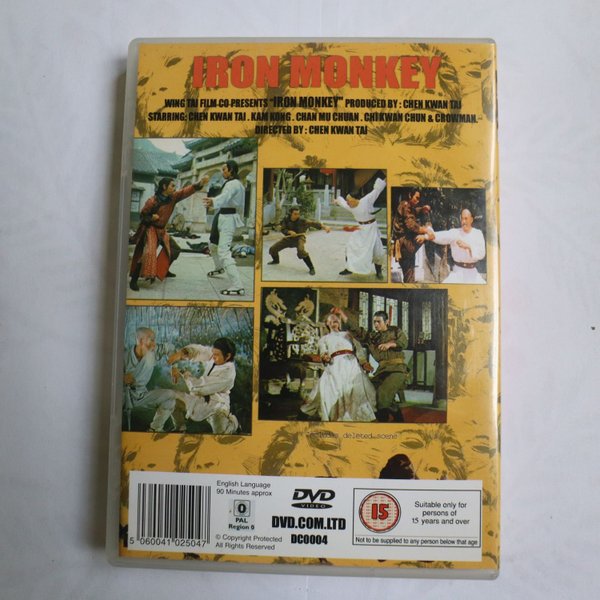 IRON MONKEY
WING TAI FILM CO PRESENTS "IRON MONKEY" PRODUCED BY : CHEN KWAN TAI
STARRING: CHEN KWAN TAI . KAM KONG . CHAN MU CHUAN . CHI KWAN CHUN & CROWMAN.
DIRECTED BY : CHEN KWAN TAI
deleted scene
English Language
90 Minutes approx
O
PAL
Region 0
© Copyright Protected
All Rights Reserved
5 060041 025047
DVD
VIDEO
DVD.COM.LTD
DC0004
15
Suitable only for
persons of
15 years and over
Not to be supplied to any person below that age